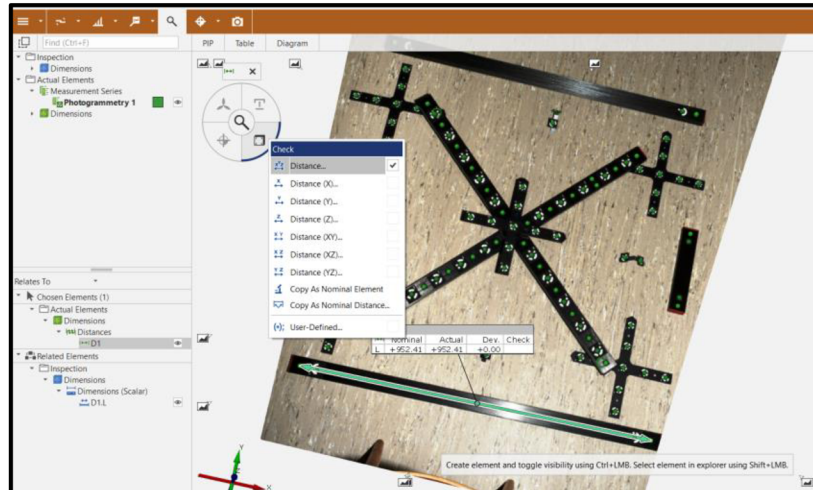 Find (Ctrl+F)
PIP Table Diagram
Inspection
Dimensions
Actual Elements
Measurement Series
Photogrammetry 1
Dimensions
Check
Distance...
Distance (X)...
Distance (Y)...
Distance (Z)...
Distance (XY)...
Distance (XZ)...
Distance (YZ)...
Copy As Nominal Element
Copy As Nominal Distance...
User-Defined...
Relates To
Chosen Elements (1)
Actual Elements
Dimensions
Distances
D1
Related Elements
Inspection
Dimensions
Dimensions (Scalar)
D1.L
Nominal Actual Dev. Check
L +952.41 +952.41 +0.00
Y
X
Create element and toggle visibility using Ctrl+LMB. Select element in explorer using Shift+LMB.